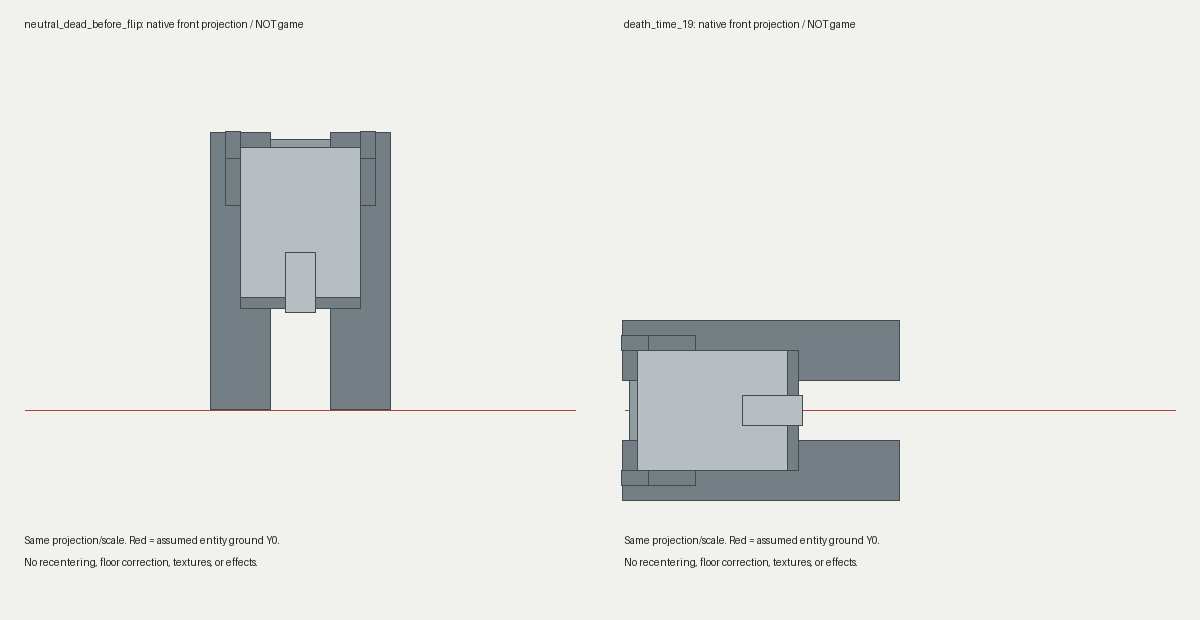 neutral_dead_before_flip: native front projection / NOT game
death_time_19: native front projection / NOT game
Same projection/scale. Red = assumed entity ground Y0.
No recentering, floor correction, textures, or effects.
Same projection/scale. Red = assumed entity ground Y0.
No recentering, floor correction, textures, or effects.